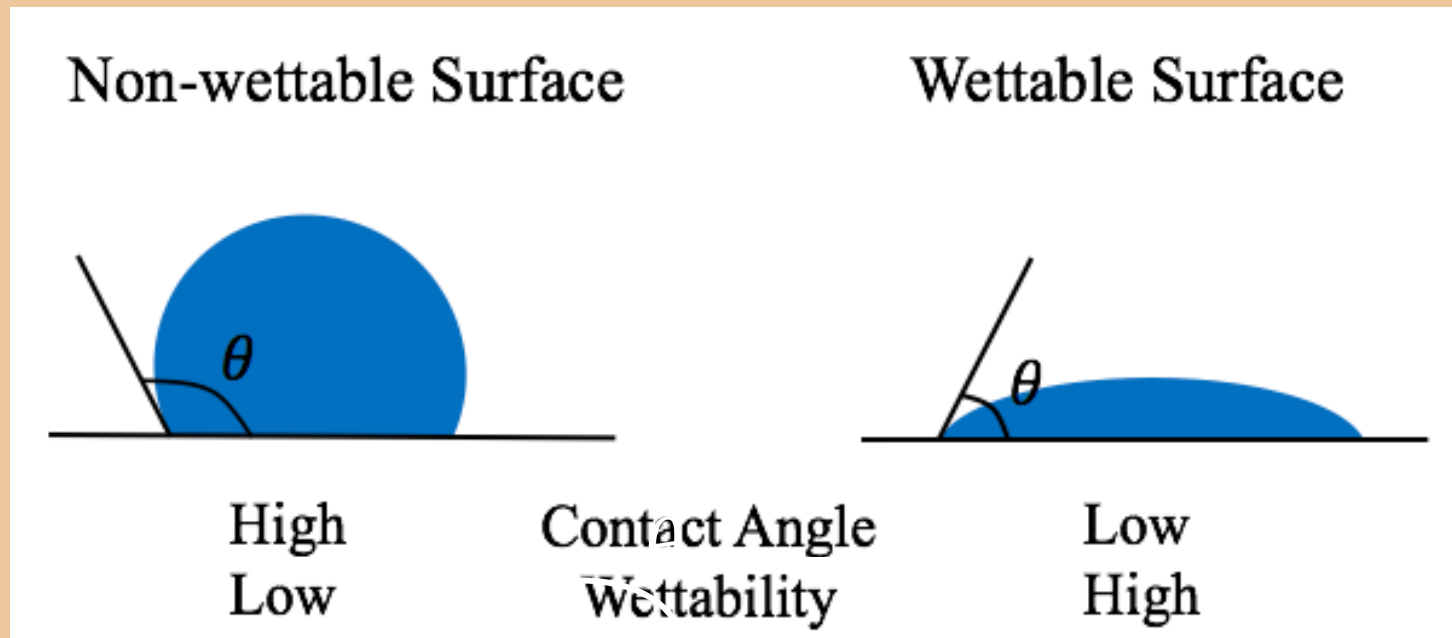 Non-wettable Surface
Wettable Surface
θ
θ
High Contact Angle Low
Low Wettability High